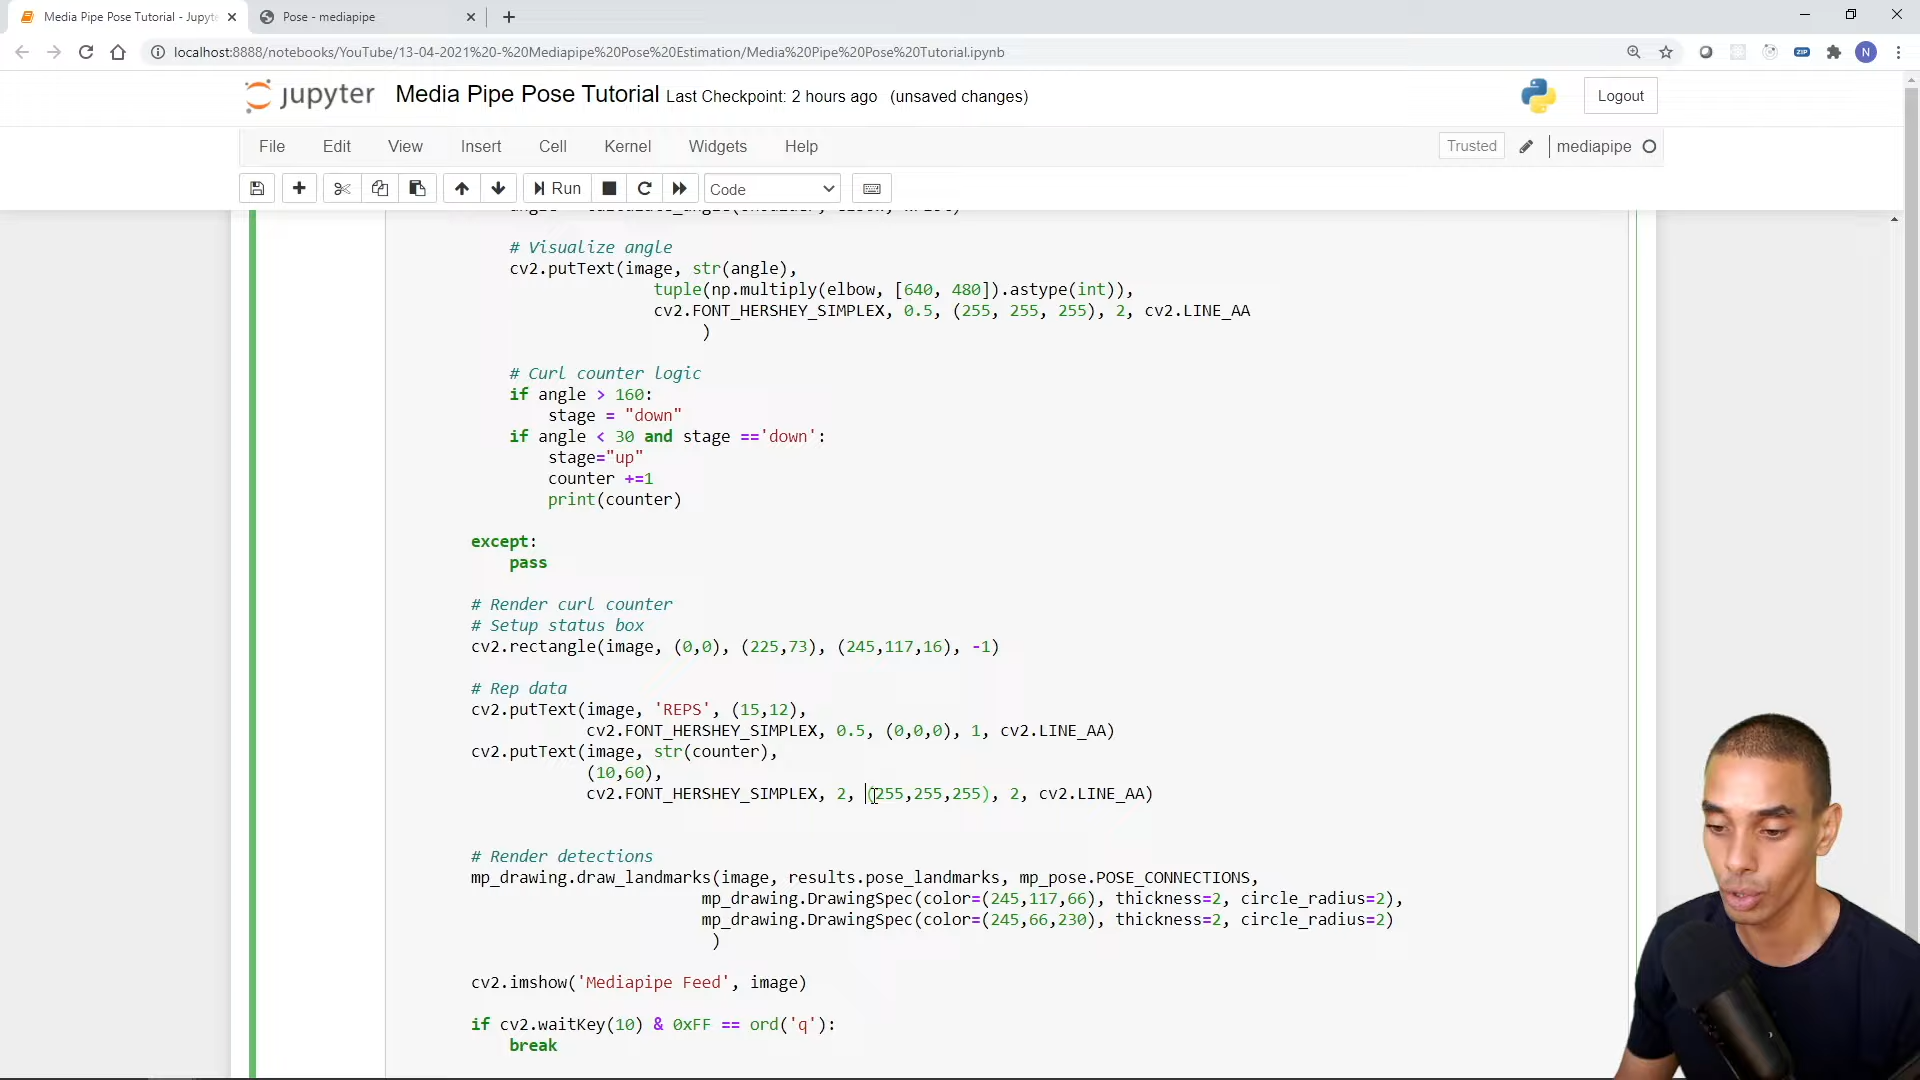 Media Pipe Pose Tutorial - Jupyte
Pose - mediapipe
localhost:8888/notebooks/YouTube/13-04-2021%20-%20Mediapipe%20Pose%20Estimation/Media%20Pipe%20Pose%20Tutorial.ipynb
ZIP
N
jupyter Media Pipe Pose Tutorial Last Checkpoint: 2 hours ago (unsaved changes)
Logout
File Edit View Insert Cell Kernel Widgets Help
Trusted
mediapipe
Run
Code
# Visualize angle
cv2.putText(image, str(angle),
tuple(np.multiply(elbow, [640, 480]).astype(int)),
cv2.FONT_HERSHEY_SIMPLEX, 0.5, (255, 255, 255), 2, cv2.LINE_AA
)
# Curl counter logic
if angle > 160:
stage = "down"
if angle < 30 and stage =='down':
stage="up"
counter +=1
print(counter)
except:
pass
# Render curl counter
# Setup status box
cv2.rectangle(image, (0,0), (225,73), (245,117,16), -1)
# Rep data
cv2.putText(image, 'REPS', (15,12),
cv2.FONT_HERSHEY_SIMPLEX, 0.5, (0,0,0), 1, cv2.LINE_AA)
cv2.putText(image, str(counter),
(10,60),
cv2.FONT_HERSHEY_SIMPLEX, 2, (255,255,255), 2, cv2.LINE_AA)
# Render detections
mp_drawing.draw_landmarks(image, results.pose_landmarks, mp_pose.POSE_CONNECTIONS,
mp_drawing.DrawingSpec(color=(245,117,66), thickness=2, circle_radius=2),
mp_drawing.DrawingSpec(color=(245,66,230), thickness=2, circle_radius=2)
)
cv2.imshow('Mediapipe Feed', image)
if cv2.waitKey(10) & 0xFF == ord('q'):
break